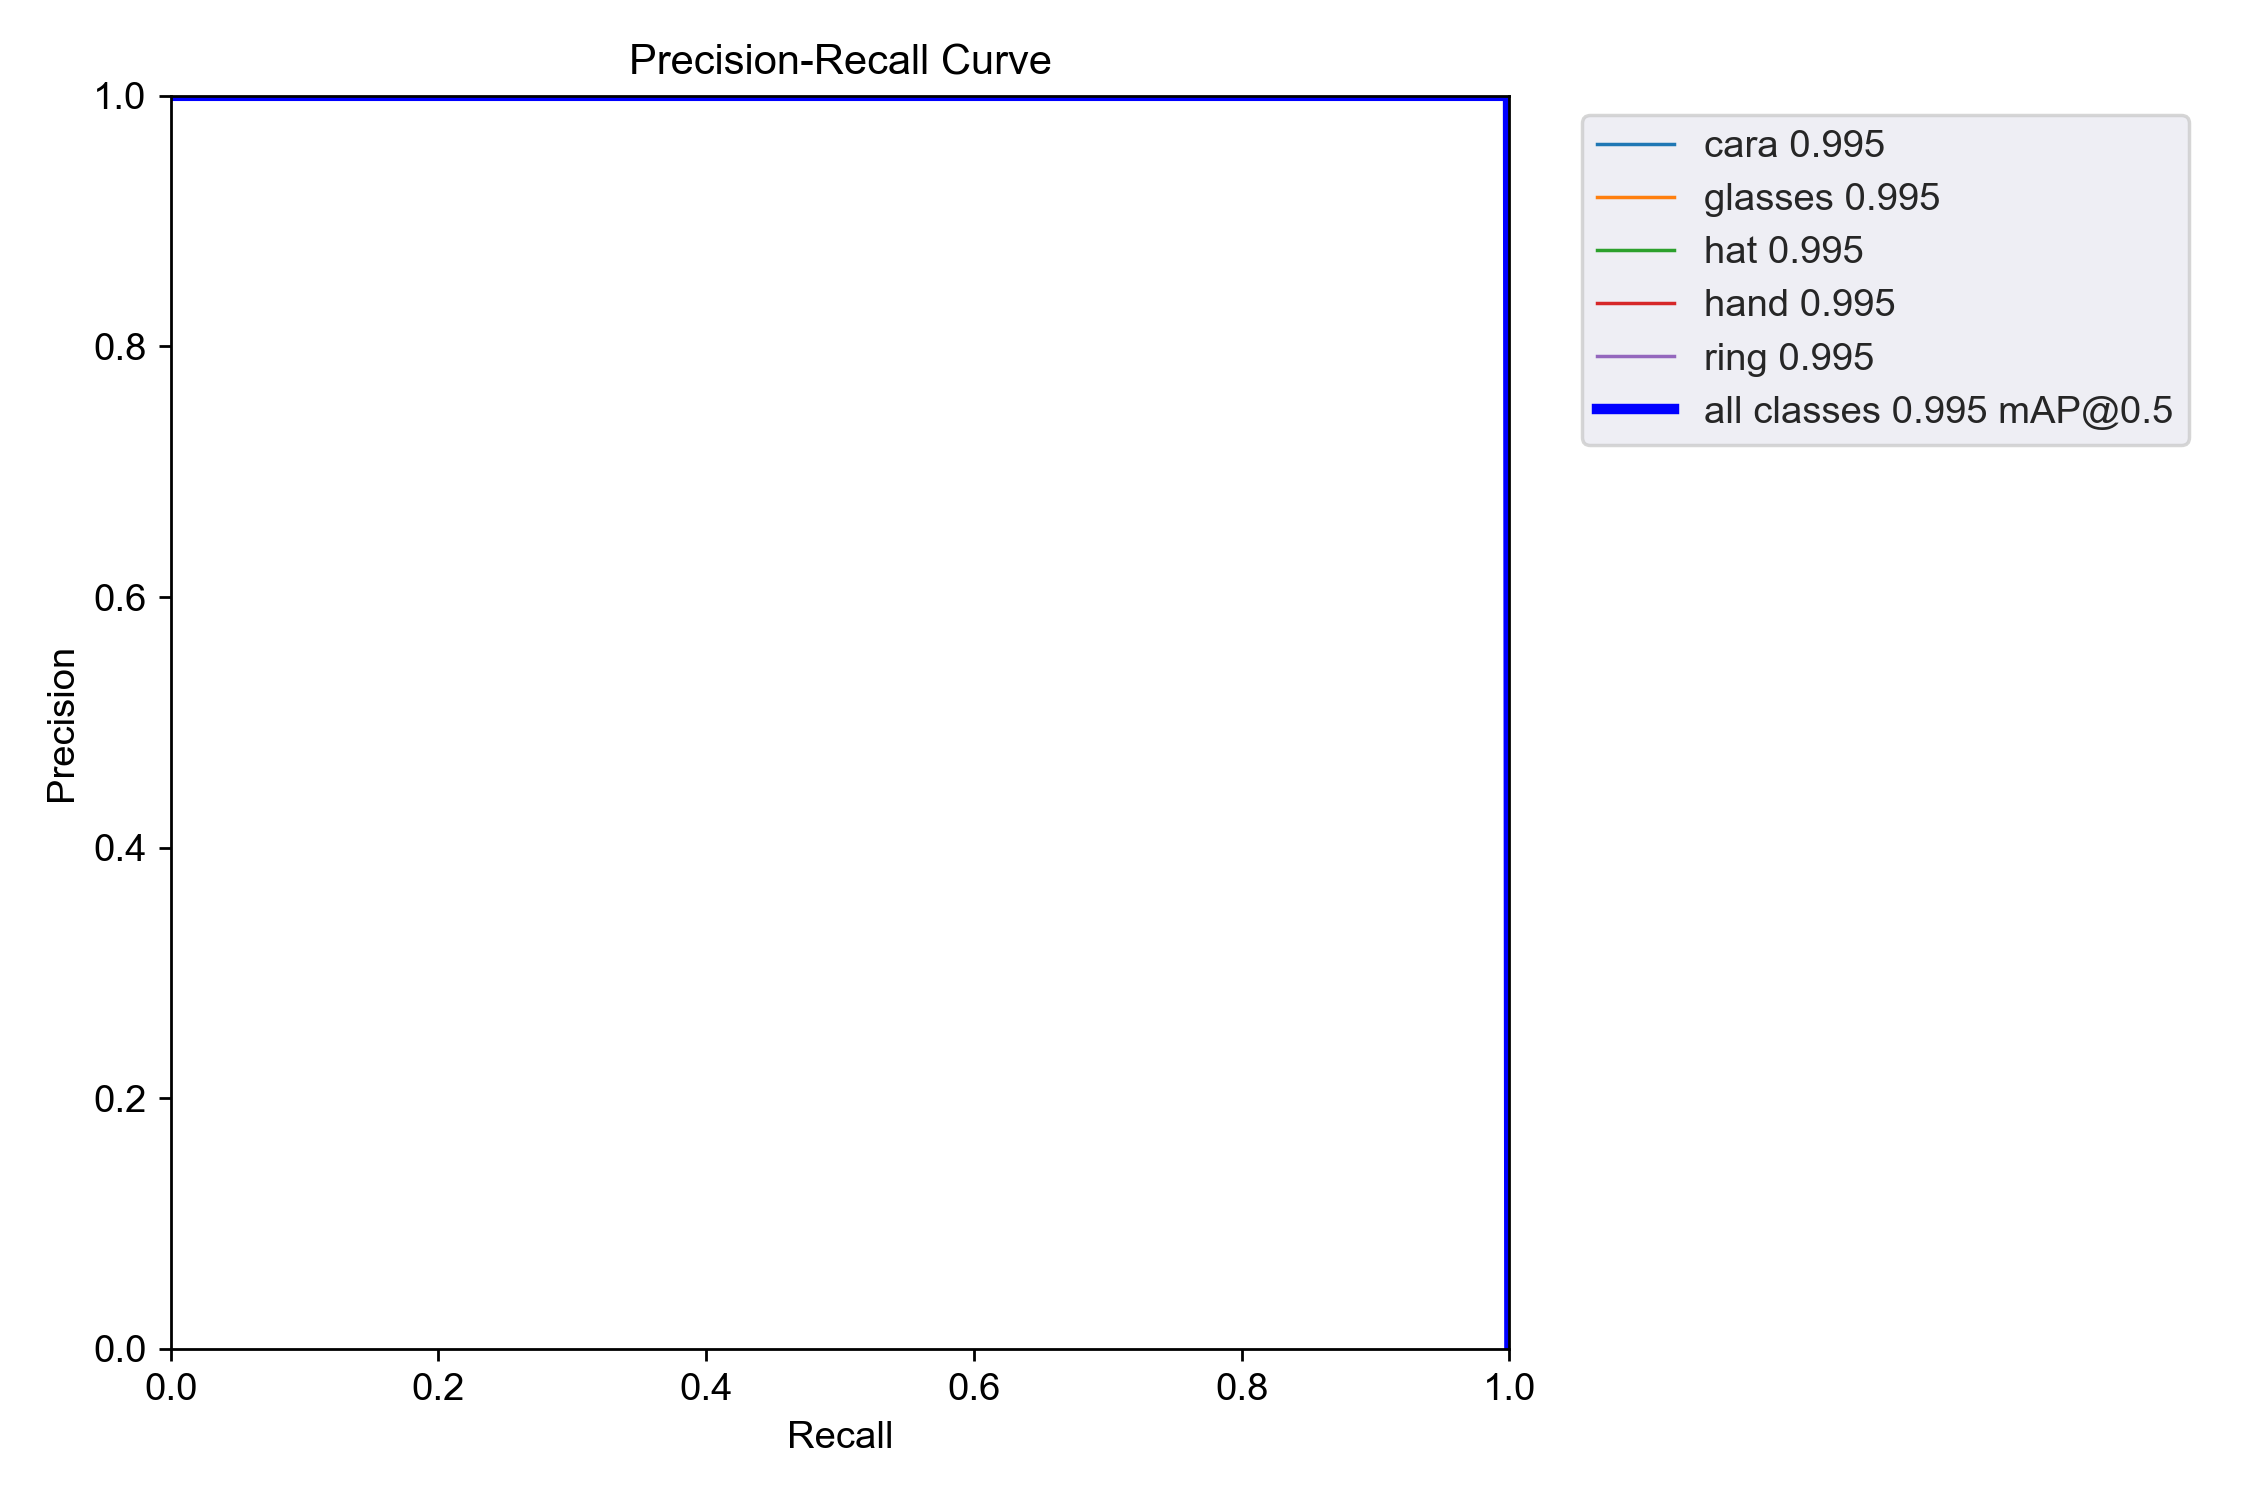 Precision-Recall Curve
1.0
0.8
0.6
0.4
0.2
0.0
Precision
0.0 0.2 0.4 0.6 0.8 1.0
Recall
cara 0.995
glasses 0.995
hat 0.995
hand 0.995
ring 0.995
all classes 0.995 mAP@0.5